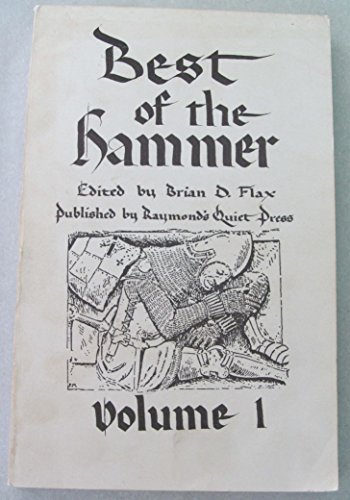 Best
of the
hammer
Edited by Brian D. Flax
Published by Raymond's Quiet Press
Volume 1